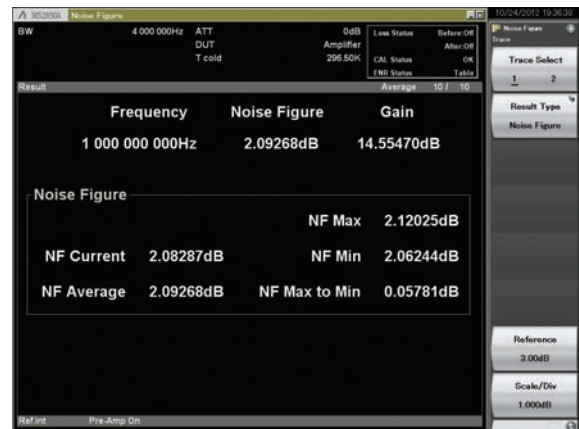 MS2830A Noise Figure
10/24/2012 19:36:38
BW 4 000 000Hz ATT 0dB
DUT Amplifier
T cold 296.50K
Loss Status Before:Off
After:Off
CAL Status OK
ENR Status Table
Result Average 10 / 10
Frequency Noise Figure Gain
1 000 000 000Hz 2.09268dB 14.55470dB
Noise Figure
NF Max 2.12025dB
NF Current 2.08287dB NF Min 2.06244dB
NF Average 2.09268dB NF Max to Min 0.05781dB
Ref.Int Pre-Amp On
Noise Figure
Trace
Trace Select
1 2
Result Type
Noise Figure
Reference
3.00dB
Scale/Div
1.000dB